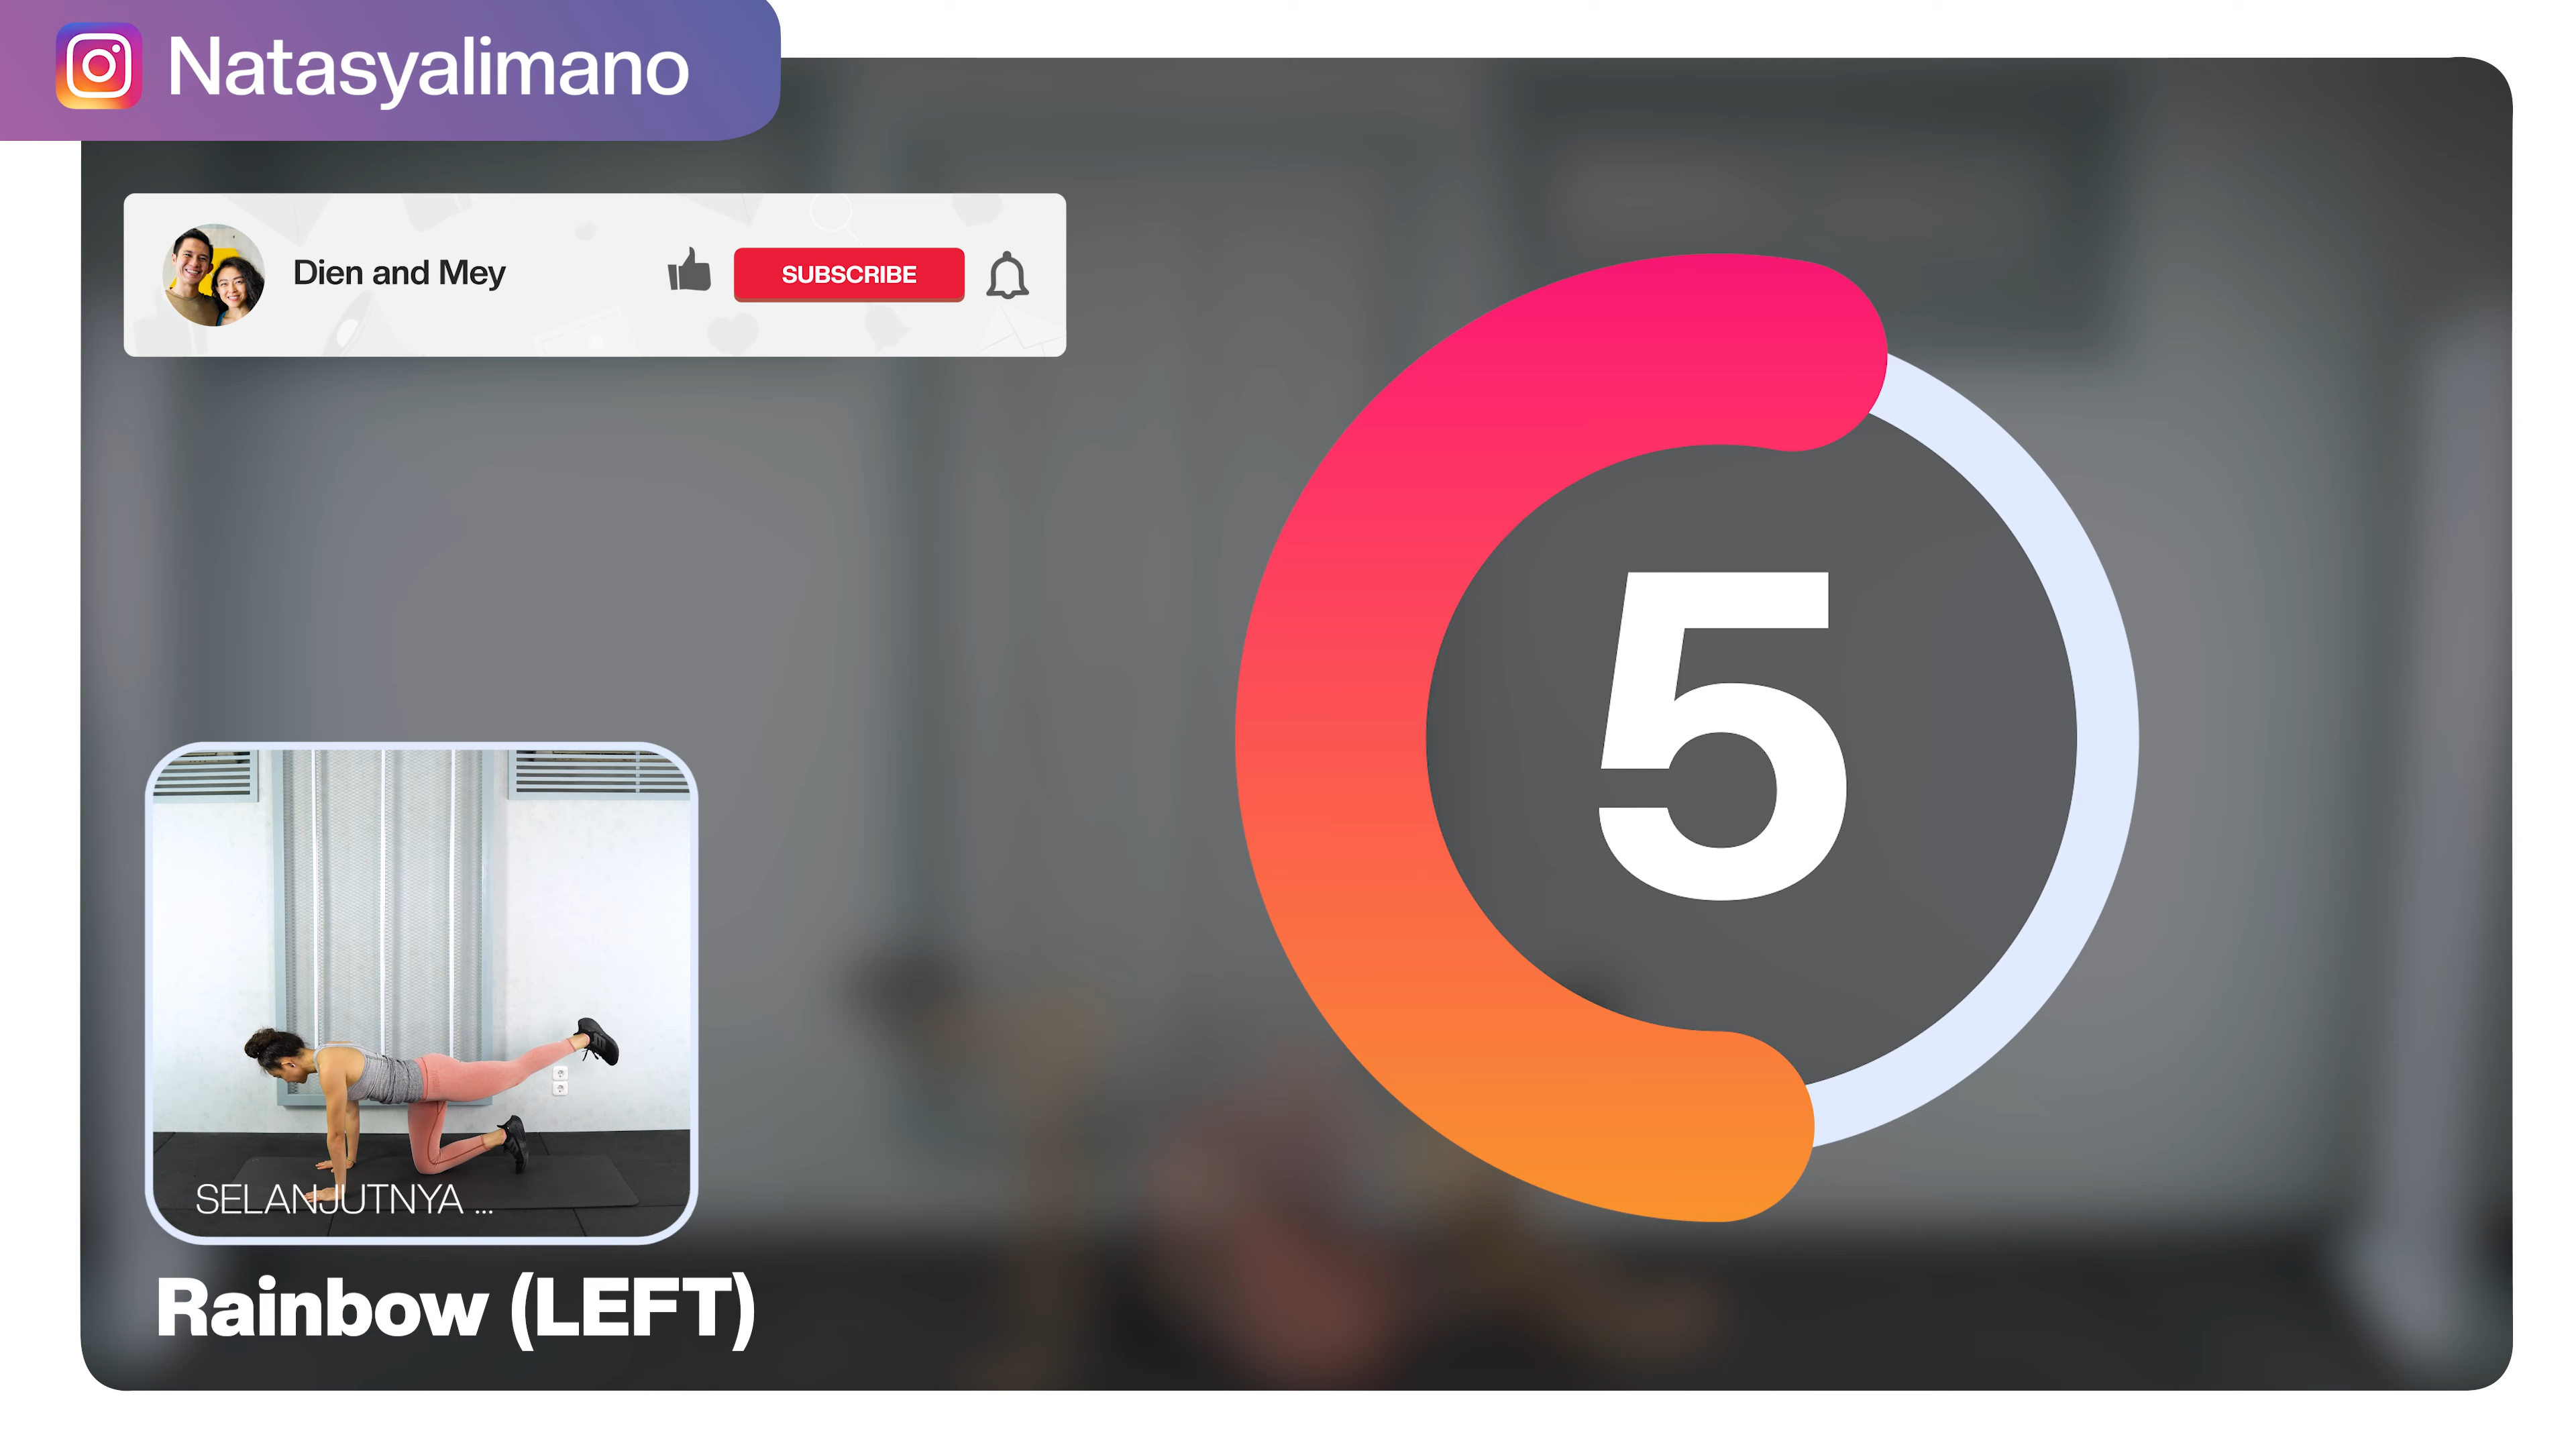 Natasyalimano
Dien and Mey
SUBSCRIBE
5
SELANJUTNYA ...
Rainbow (LEFT)